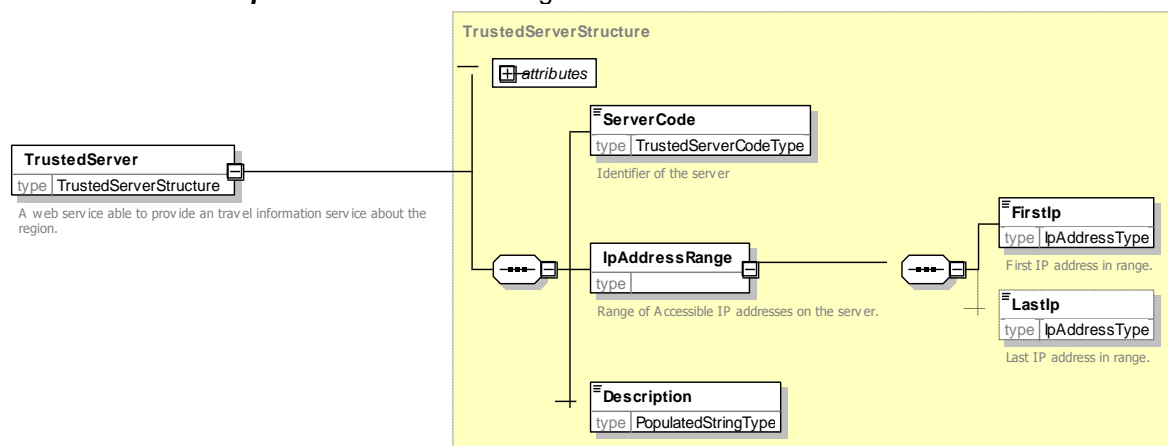 TrustedServerStructure
attributes
ServerCode
type TrustedServerCodeType
Identifier of the server
TrustedServer
type TrustedServerStructure
A web service able to provide an travel information service about the
region.
IpAddressRange
type
Range of Accessible IP addresses on the server.
FirstIp
type IpAddressType
First IP address in range.
LastIp
type IpAddressType
Last IP address in range.
Description
type PopulatedStringType